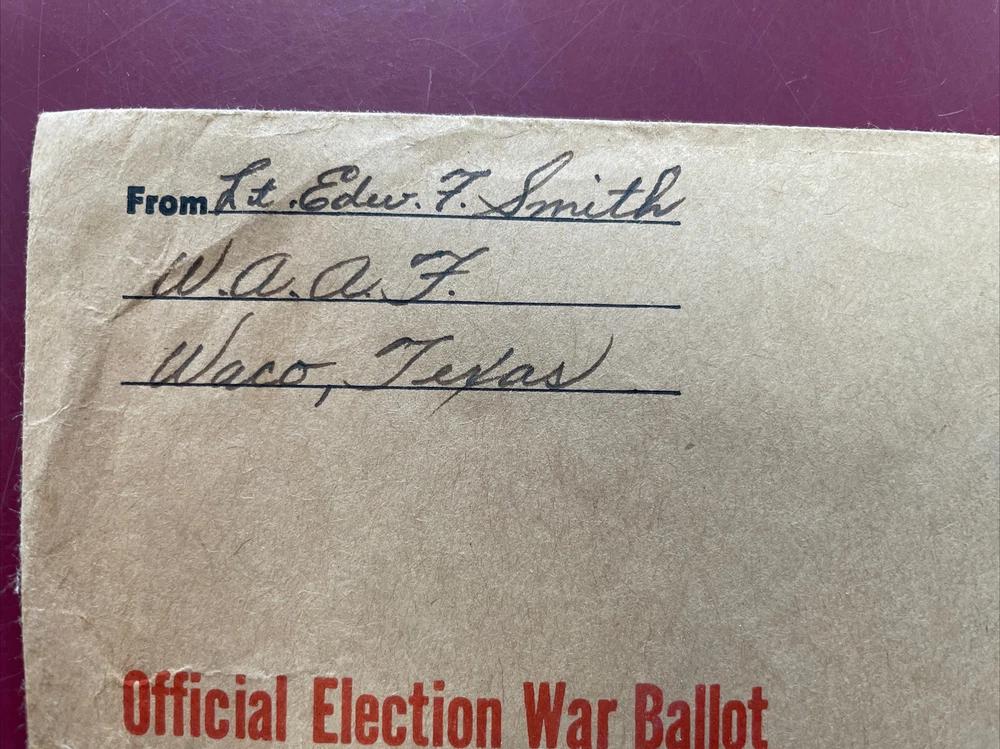 From Lt. Edw. F. Smith
W.A.A.F.
Waco, Texas
Official Election War Ballot